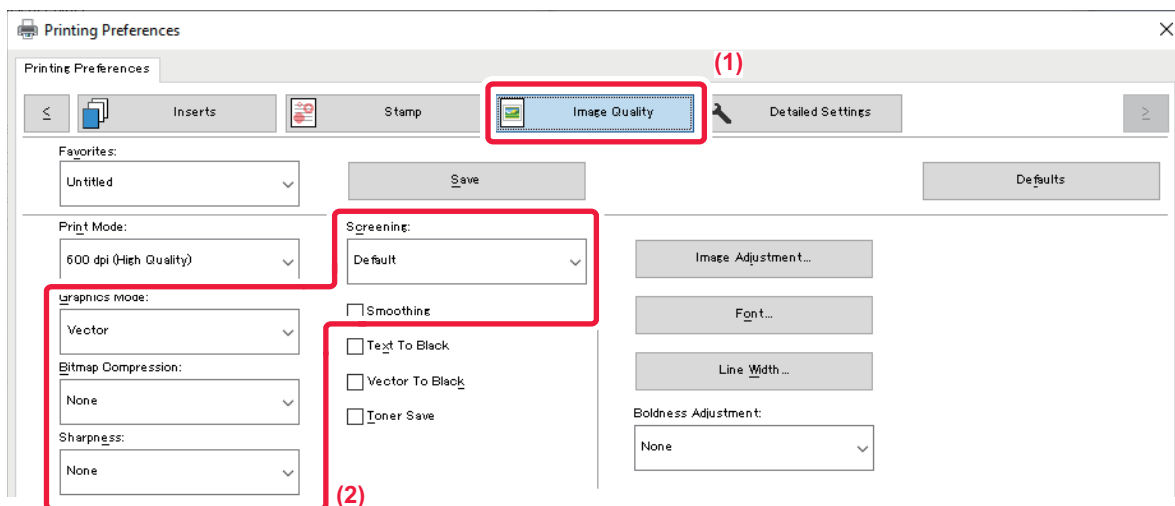 Printing Preferences
Printing Preferences
(1)
≤ Inserts Stamp Image Quality Detailed Settings ≥
Favorites:
Untitled Save Defaults
Print Mode: Screening:
600 dpi (High Quality) Default Image Adjustment...
Graphics Mode: Smoothing Font...
Vector Text To Black
Bitmap Compression: Vector To Black Line Width...
None Toner Save Boldness Adjustment:
Sharpness: None
None
(2)